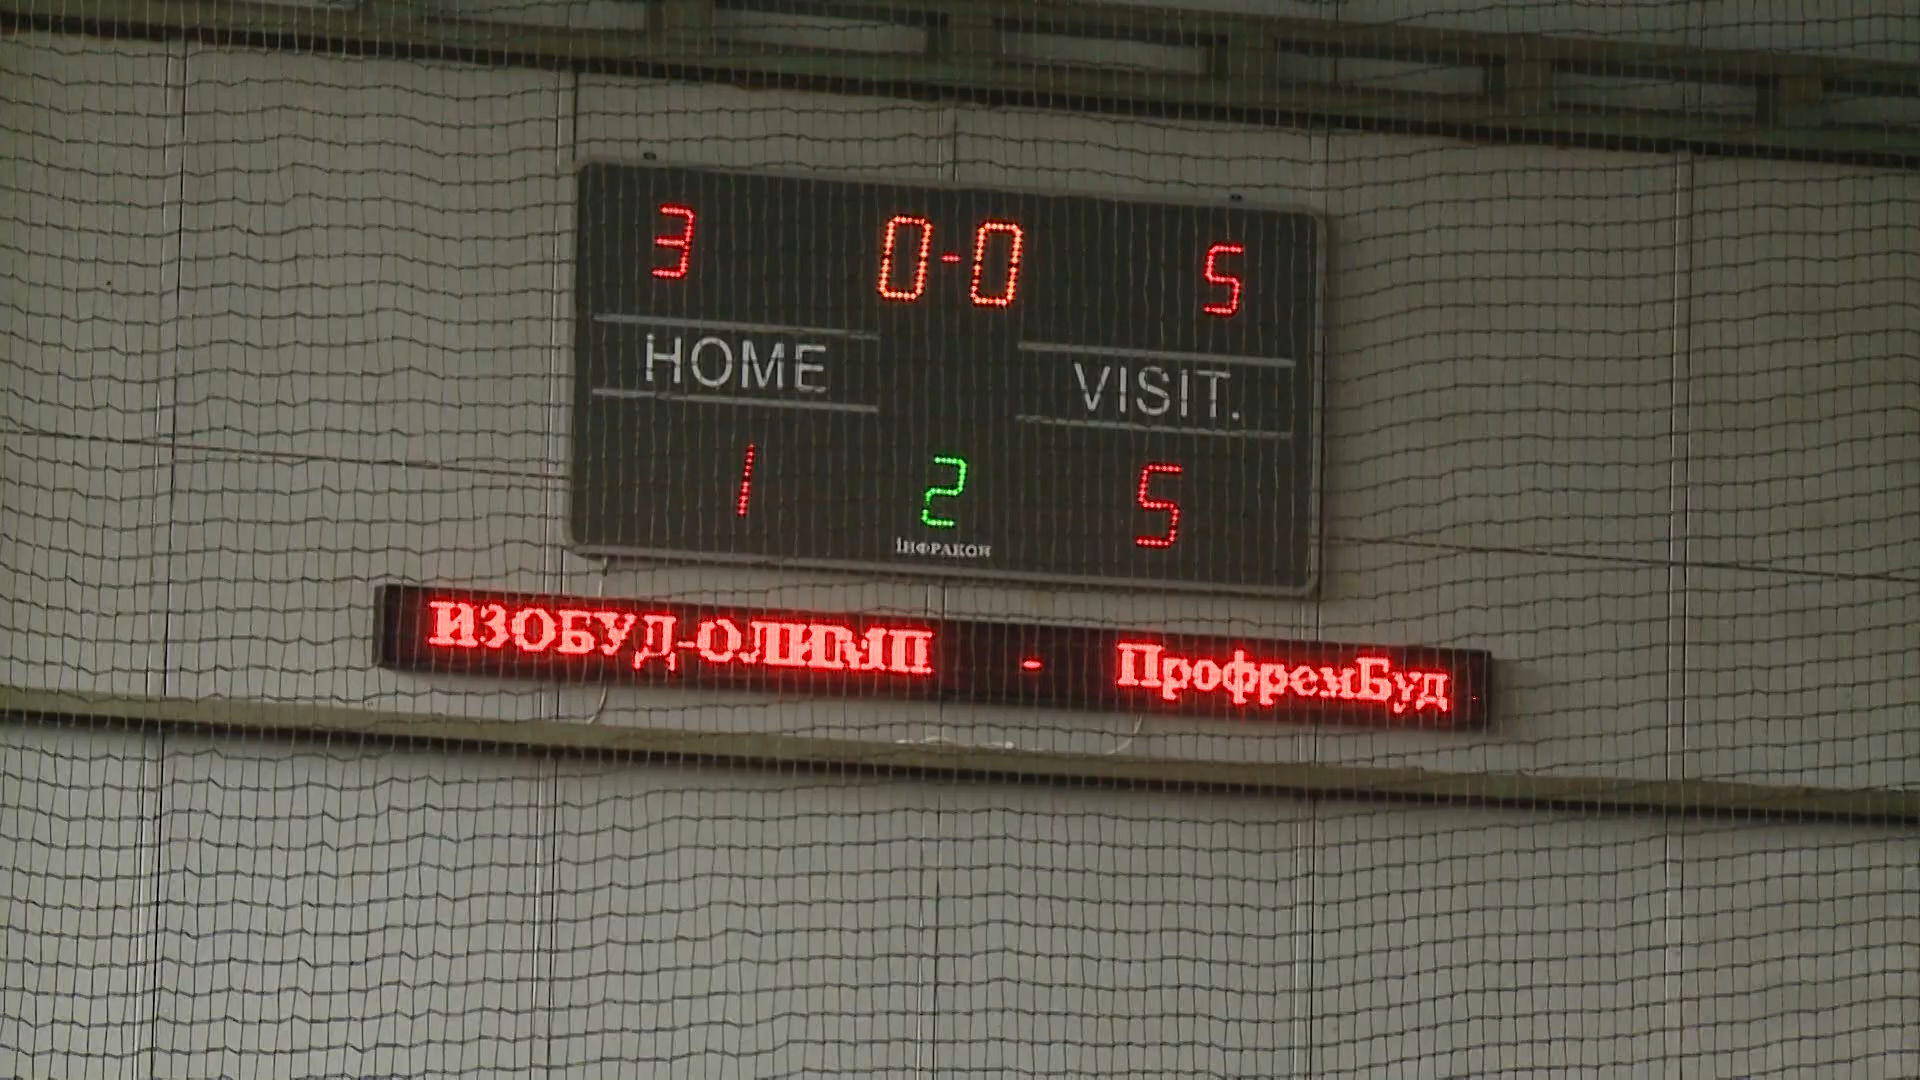 3 0-0 5
HOME VISIT.
1 2 5
ІНФРАКОН
ИЗОБУД-ОЛИМП - ПрофремБуд